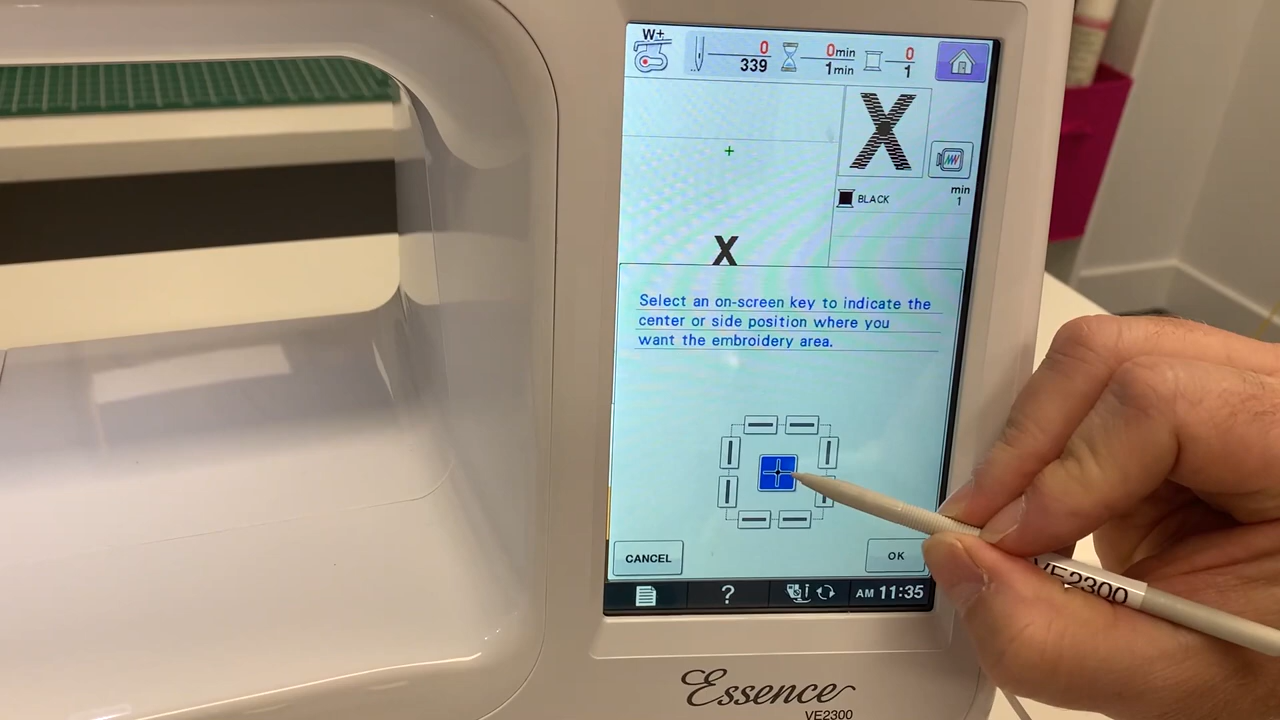 W+
0
339
0min
1min
0
1
X
BLACK
min
1
X
Select an on-screen key to indicate the
center or side position where you
want the embroidery area.
CANCEL
OK
?
AM 11:35
VE2300
Essence
VE2300